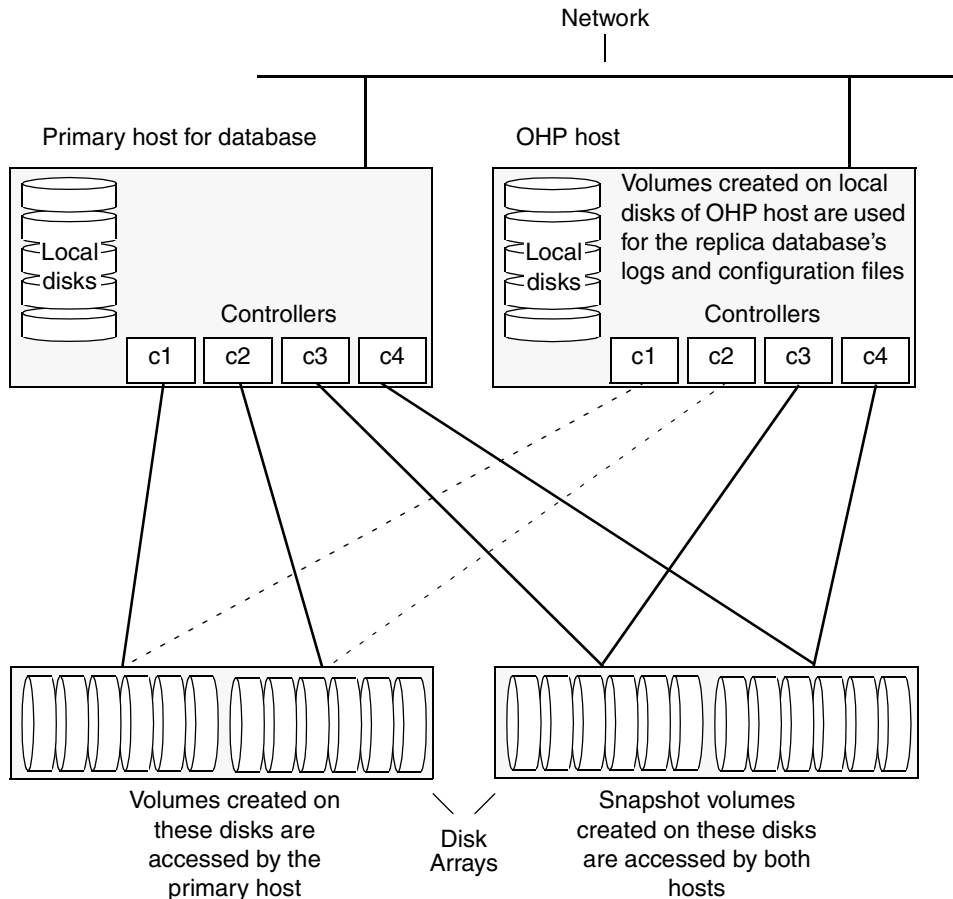 Network
Primary host for database
OHP host
Local
disks
Controllers
c1 c2 c3 c4
Local
disks
Volumes created on local
disks of OHP host are used
for the replica database's
logs and configuration files
Controllers
c1 c2 c3 c4
Volumes created on
these disks are
accessed by the
primary host
Disk
Arrays
Snapshot volumes
created on these disks
are accessed by both
hosts